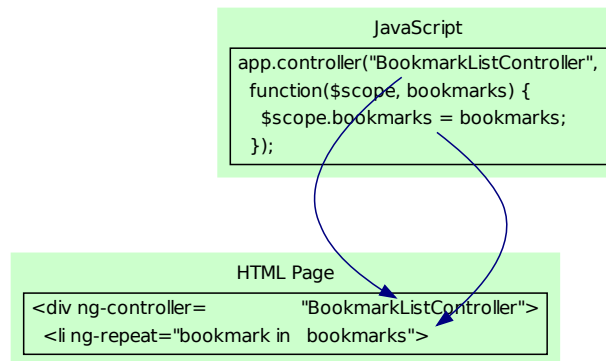 JavaScript
app.controller("BookmarkListController",
function($scope, bookmarks) {
$scope.bookmarks = bookmarks;
});
HTML Page
<div ng-controller= "BookmarkListController">
<li ng-repeat="bookmark in bookmarks">